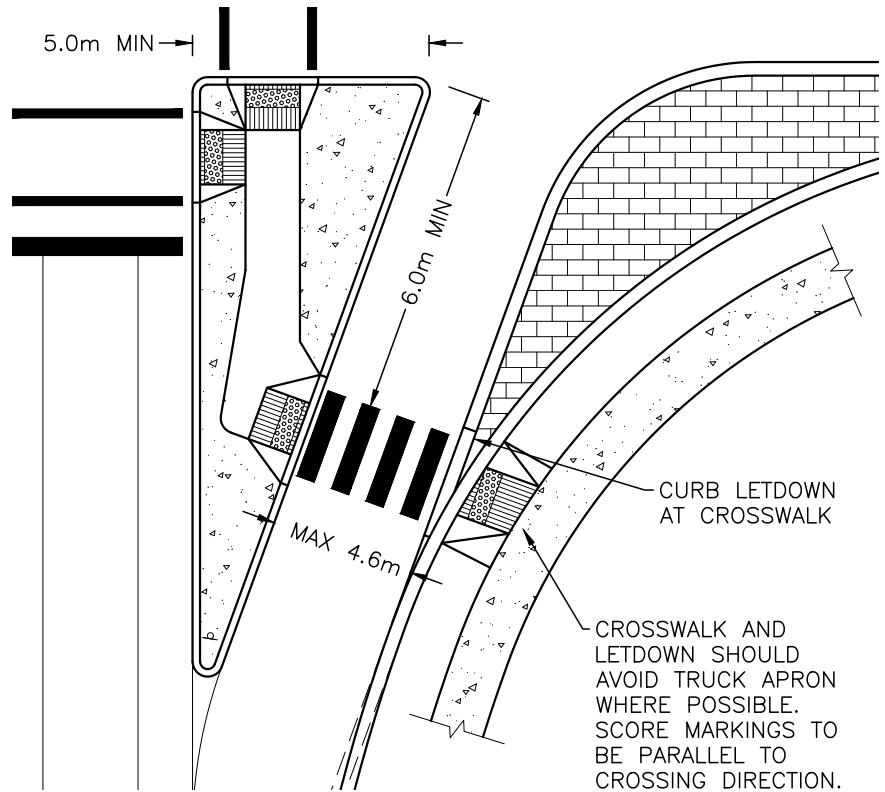 5.0m MIN
6.0m MIN
MAX 4.6m
CURB LETDOWN
AT CROSSWALK
CROSSWALK AND
LETDOWN SHOULD
AVOID TRUCK APRON
WHERE POSSIBLE.
SCORE MARKINGS TO
BE PARALLEL TO
CROSSING DIRECTION.